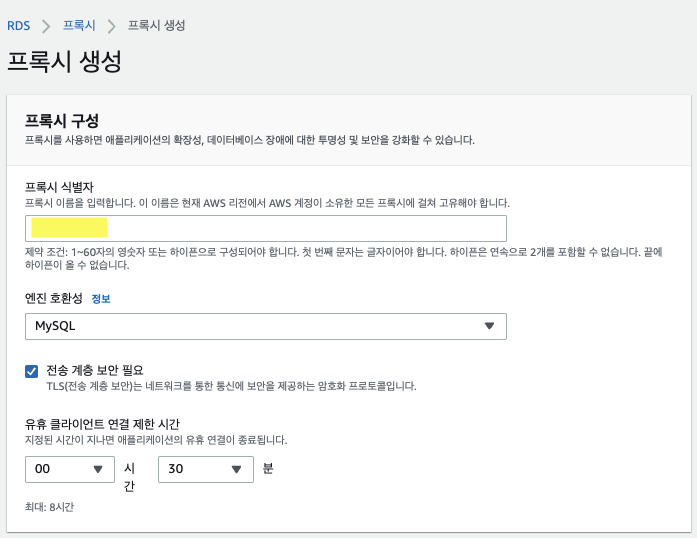 RDS > 프록시 > 프록시 생성
프록시 생성
프록시 구성
프록시를 사용하면 애플리케이션의 확장성, 데이터베이스 장애에 대한 투명성 및 보안을 강화할 수 있습니다.
프록시 식별자
프록시 이름을 입력합니다. 이 이름은 현재 AWS 리전에서 AWS 계정이 소유한 모든 프록시에 걸쳐 고유해야 합니다.
제약 조건: 1~60자의 영숫자 또는 하이픈으로 구성되어야 합니다. 첫 번째 문자는 글자이어야 합니다. 하이픈은 연속으로 2개를 포함할 수 없습니다. 끝에
하이픈이 올 수 없습니다.
엔진 호환성 정보
MySQL
전송 계층 보안 필요
TLS(전송 계층 보안)는 네트워크를 통한 통신에 보안을 제공하는 암호화 프로토콜입니다.
유휴 클라이언트 연결 제한 시간
지정된 시간이 지나면 애플리케이션의 유휴 연결이 종료됩니다.
00 시 30 분
간
최대: 8시간